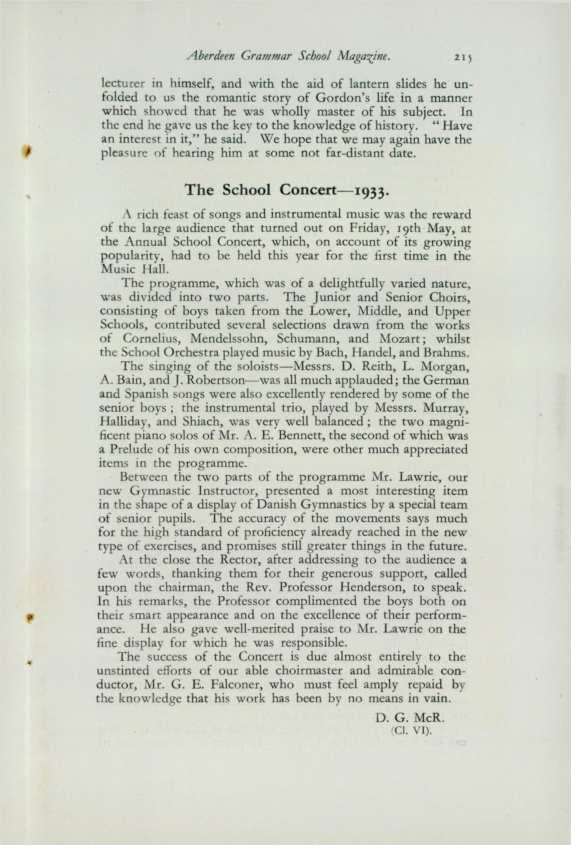 Aberdeen Grammar School Magazine. 215
lecturer in himself, and with the aid of lantern slides he un-
folded to us the romantic story of Gordon's life in a manner
which showed that he was wholly master of his subject. In
the end he gave us the key to the knowledge of history. "Have
an interest in it," he said. We hope that we may again have the
pleasure of hearing him at some not far-distant date.
The School Concert—1933.
A rich feast of songs and instrumental music was the reward
of the large audience that turned out on Friday, 19th May, at
the Annual School Concert, which, on account of its growing
popularity, had to be held this year for the first time in the
Music Hall.
The programme, which was of a delightfully varied nature,
was divided into two parts. The Junior and Senior Choirs,
consisting of boys taken from the Lower, Middle, and Upper
Schools, contributed several selections drawn from the works
of Cornelius, Mendelssohn, Schumann, and Mozart; whilst
the School Orchestra played music by Bach, Handel, and Brahms.
The singing of the soloists—Messrs. D. Reith, L. Morgan,
A. Bain, and J. Robertson—was all much applauded; the German
and Spanish songs were also excellently rendered by some of the
senior boys; the instrumental trio, played by Messrs. Murray,
Halliday, and Shiach, was very well balanced; the two magni-
ficent piano solos of Mr. A. E. Bennett, the second of which was
a Prelude of his own composition, were other much appreciated
items in the programme.
Between the two parts of the programme Mr. Lawrie, our
new Gymnastic Instructor, presented a most interesting item
in the shape of a display of Danish Gymnastics by a special team
of senior pupils. The accuracy of the movements says much
for the high standard of proficiency already reached in the new
type of exercises, and promises still greater things in the future.
At the close the Rector, after addressing to the audience a
few words, thanking them for their generous support, called
upon the chairman, the Rev. Professor Henderson, to speak.
In his remarks, the Professor complimented the boys both on
their smart appearance and on the excellence of their perform-
ance. He also gave well-merited praise to Mr. Lawrie on the
fine display for which he was responsible.
The success of the Concert is due almost entirely to the
unstinted efforts of our able choirmaster and admirable con-
ductor, Mr. G. E. Falconer, who must feel amply repaid by
the knowledge that his work has been by no means in vain.
D. G. McR.
(Cl. VI).